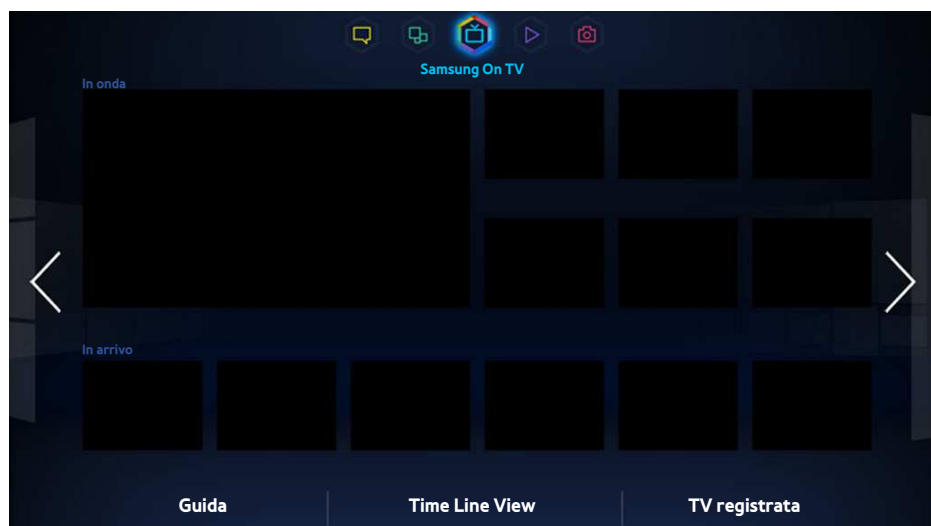 Samsung On TV
In onda
In arrivo
Guida
Time Line View
TV registrata